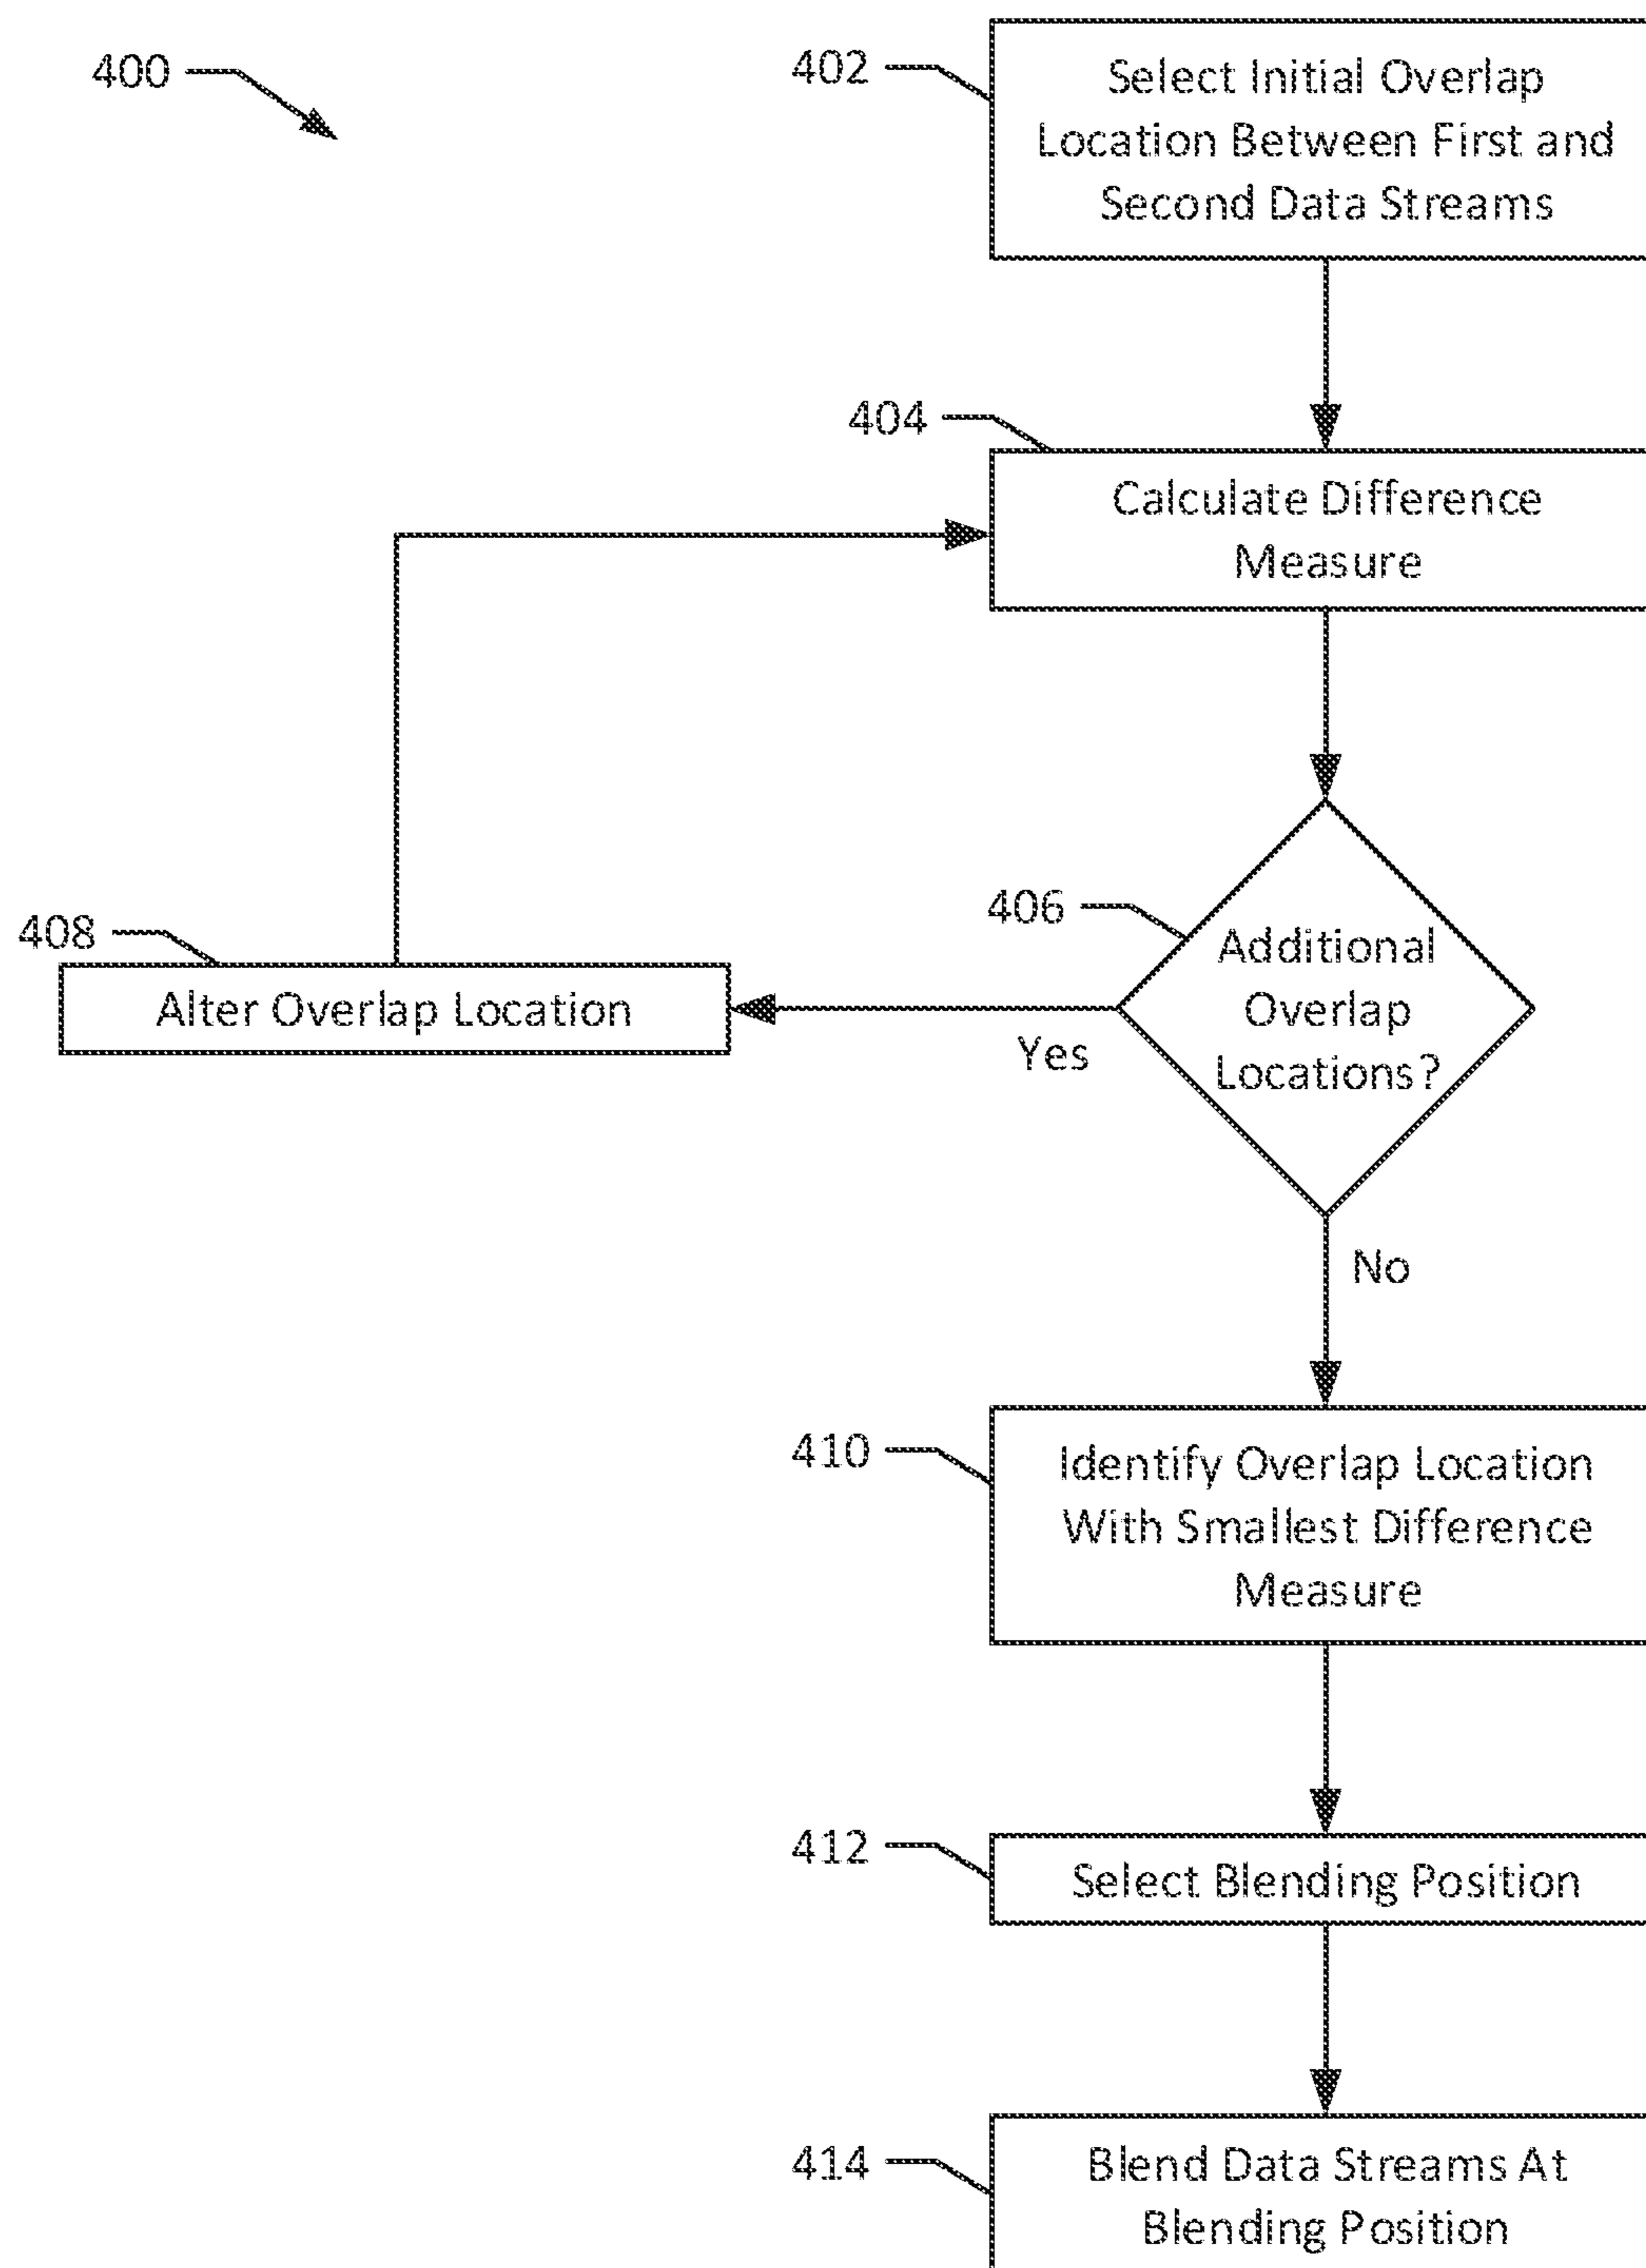 400
402
Select Initial Overlap
Location Between First and
Second Data Streams
404
Calculate Difference
Measure
406
Additional
Overlap
Locations?
408
Alter Overlap Location
Yes
No
410
Identify Overlap Location
With Smallest Difference
Measure
412
Select Blending Position
414
Blend Data Streams At
Blending Position